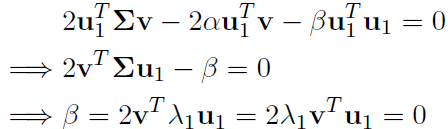 2𝐮₁ᵀ𝚺𝐯 − 2α𝐮₁ᵀ𝐯 − β𝐮₁ᵀ𝐮₁ = 0
⟹ 2𝐯ᵀ𝚺𝐮₁ − β = 0
⟹ β = 2𝐯ᵀλ₁𝐮₁ = 2λ₁𝐯ᵀ𝐮₁ = 0